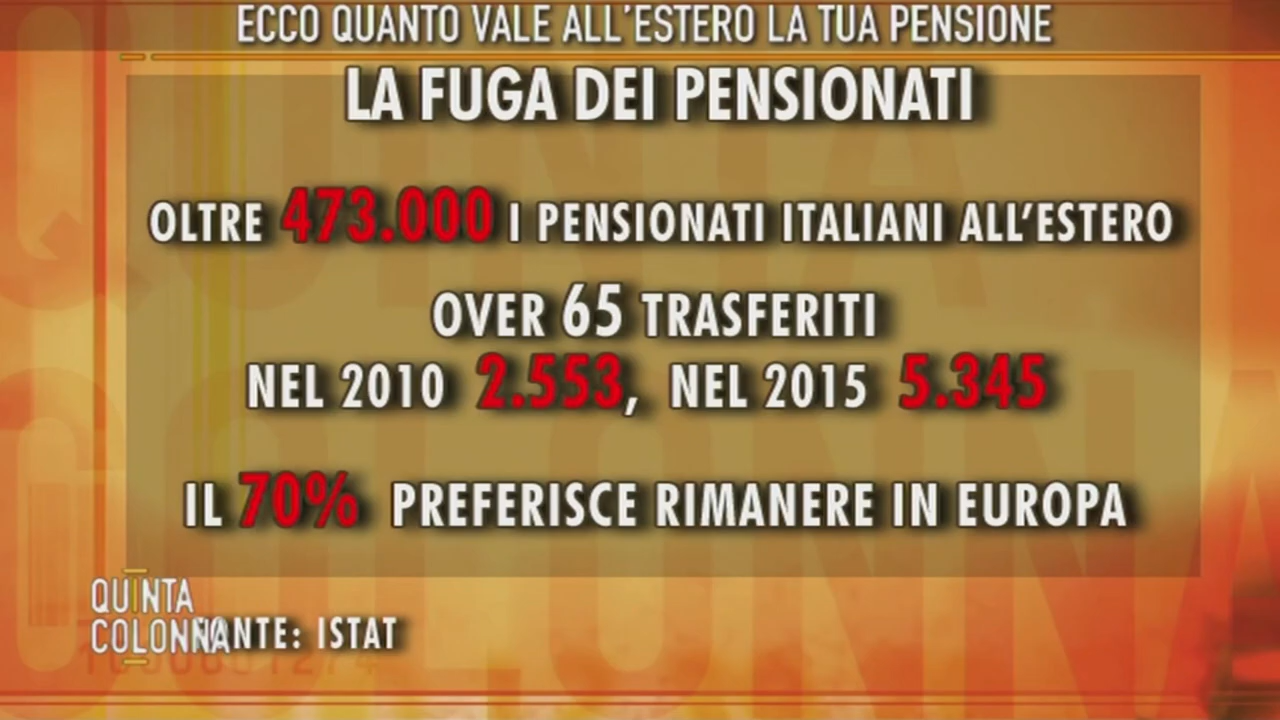 ECCO QUANTO VALE ALL'ESTERO LA TUA PENSIONE
LA FUGA DEI PENSIONATI
OLTRE 473.000 I PENSIONATI ITALIANI ALL'ESTERO
OVER 65 TRASFERITI
NEL 2010 2.553, NEL 2015 5.345
IL 70% PREFERISCE RIMANERE IN EUROPA
QUINTA
COLONNA
: ISTAT